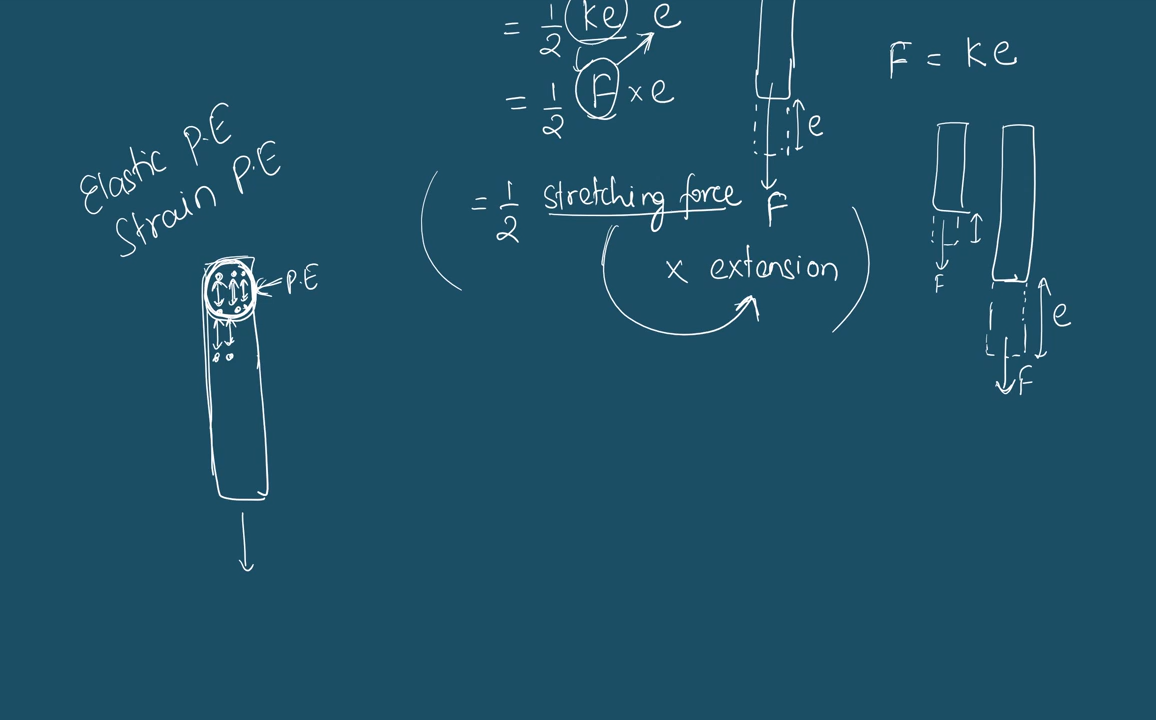 = 1/2 (ke) e
= 1/2 F × e
F = ke
e
F
Elastic P.E
Strain P.E
= 1/2 stretching force
× extension
P.E
F
e
F